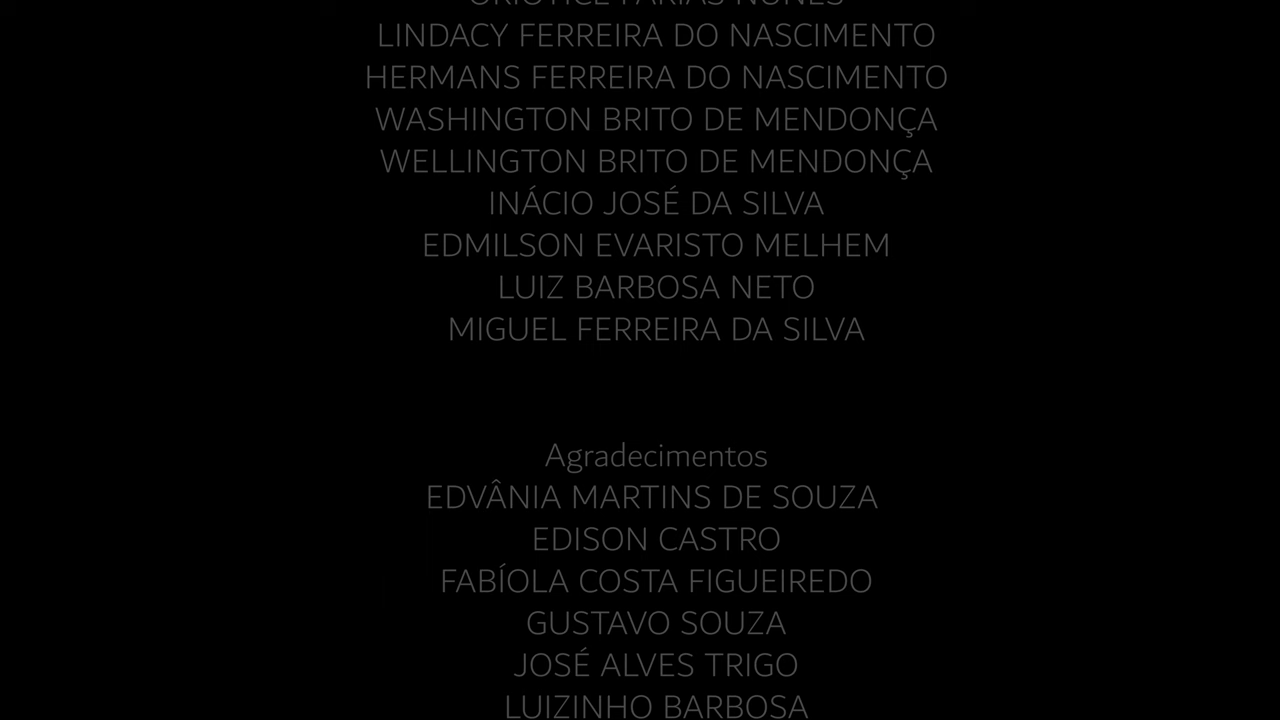 FARIAS NUNES
LINDACY FERREIRA DO NASCIMENTO
HERMANS FERREIRA DO NASCIMENTO
WASHINGTON BRITO DE MENDONÇA
WELLINGTON BRITO DE MENDONÇA
INÁCIO JOSÉ DA SILVA
EDMILSON EVARISTO MELHEM
LUIZ BARBOSA NETO
MIGUEL FERREIRA DA SILVA
Agradecimentos
EDVÂNIA MARTINS DE SOUZA
EDISON CASTRO
FABÍOLA COSTA FIGUEIREDO
GUSTAVO SOUZA
JOSÉ ALVES TRIGO
LUIZINHO BARBOSA